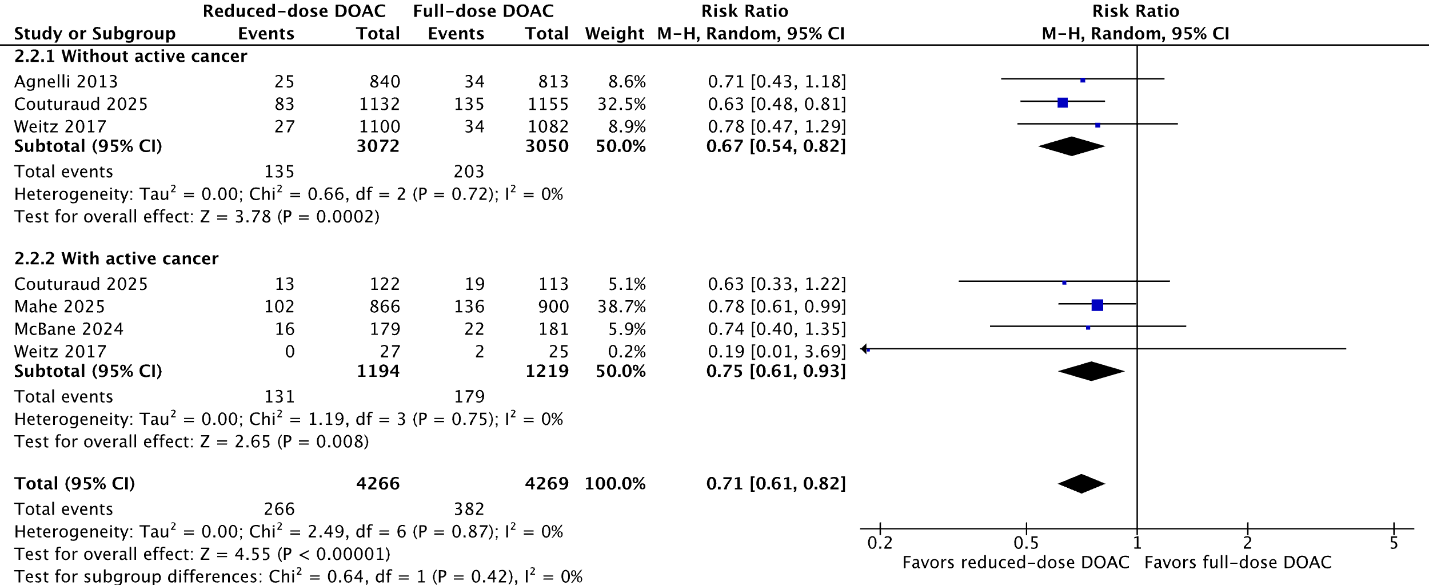 Reduced-dose DOAC Full-dose DOAC Risk Ratio Risk Ratio
Study or Subgroup Events Total Events Total Weight M-H, Random, 95% CI M-H, Random, 95% CI
2.2.1 Without active cancer
Agnelli 2013 25 840 34 813 8.6% 0.71 [0.43, 1.18]
Couturaud 2025 83 1132 135 1155 32.5% 0.63 [0.48, 0.81]
Weitz 2017 27 1100 34 1082 8.9% 0.78 [0.47, 1.29]
Subtotal (95% CI) 3072 3050 50.0% 0.67 [0.54, 0.82]
Total events 135 203
Heterogeneity: Tau² = 0.00; Chi² = 0.66, df = 2 (P = 0.72); I² = 0%
Test for overall effect: Z = 3.78 (P = 0.0002)
2.2.2 With active cancer
Couturaud 2025 13 122 19 113 5.1% 0.63 [0.33, 1.22]
Mahe 2025 102 866 136 900 38.7% 0.78 [0.61, 0.99]
McBane 2024 16 179 22 181 5.9% 0.74 [0.40, 1.35]
Weitz 2017 0 27 2 25 0.2% 0.19 [0.01, 3.69]
Subtotal (95% CI) 1194 1219 50.0% 0.75 [0.61, 0.93]
Total events 131 179
Heterogeneity: Tau² = 0.00; Chi² = 1.19, df = 3 (P = 0.75); I² = 0%
Test for overall effect: Z = 2.65 (P = 0.008)
Total (95% CI) 4266 4269 100.0% 0.71 [0.61, 0.82]
Total events 266 382
Heterogeneity: Tau² = 0.00; Chi² = 2.49, df = 6 (P = 0.87); I² = 0%
Test for overall effect: Z = 4.55 (P < 0.00001)
Test for subgroup differences: Chi² = 0.64, df = 1 (P = 0.42), I² = 0%
0.2 0.5 1 2 5
Favors reduced-dose DOAC Favors full-dose DOAC